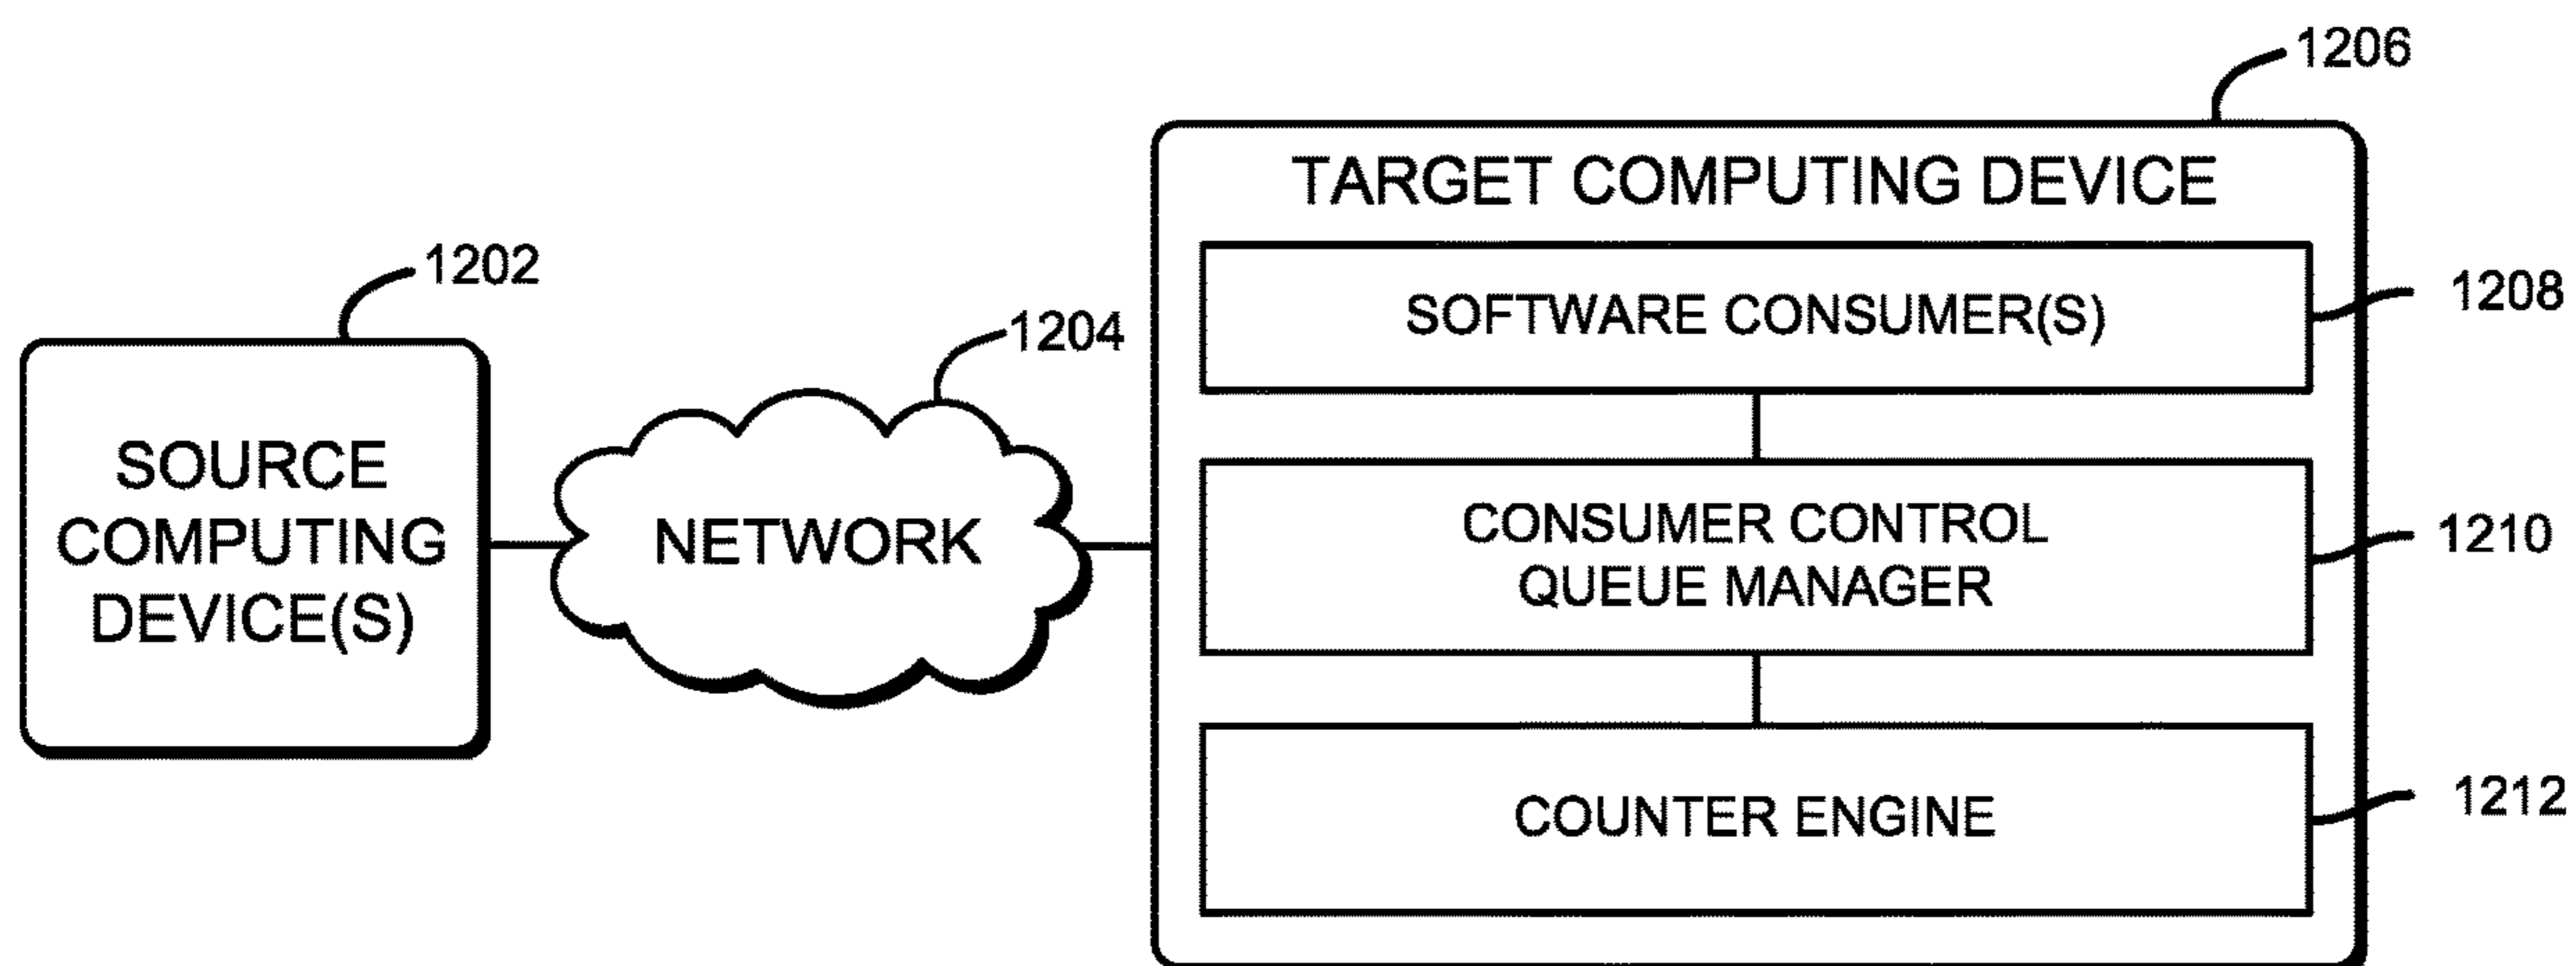 1206
TARGET COMPUTING DEVICE
1202
SOFTWARE CONSUMER(S)
1208
1204
SOURCE
COMPUTING
DEVICE(S)
NETWORK
CONSUMER CONTROL
QUEUE MANAGER
1210
COUNTER ENGINE
1212